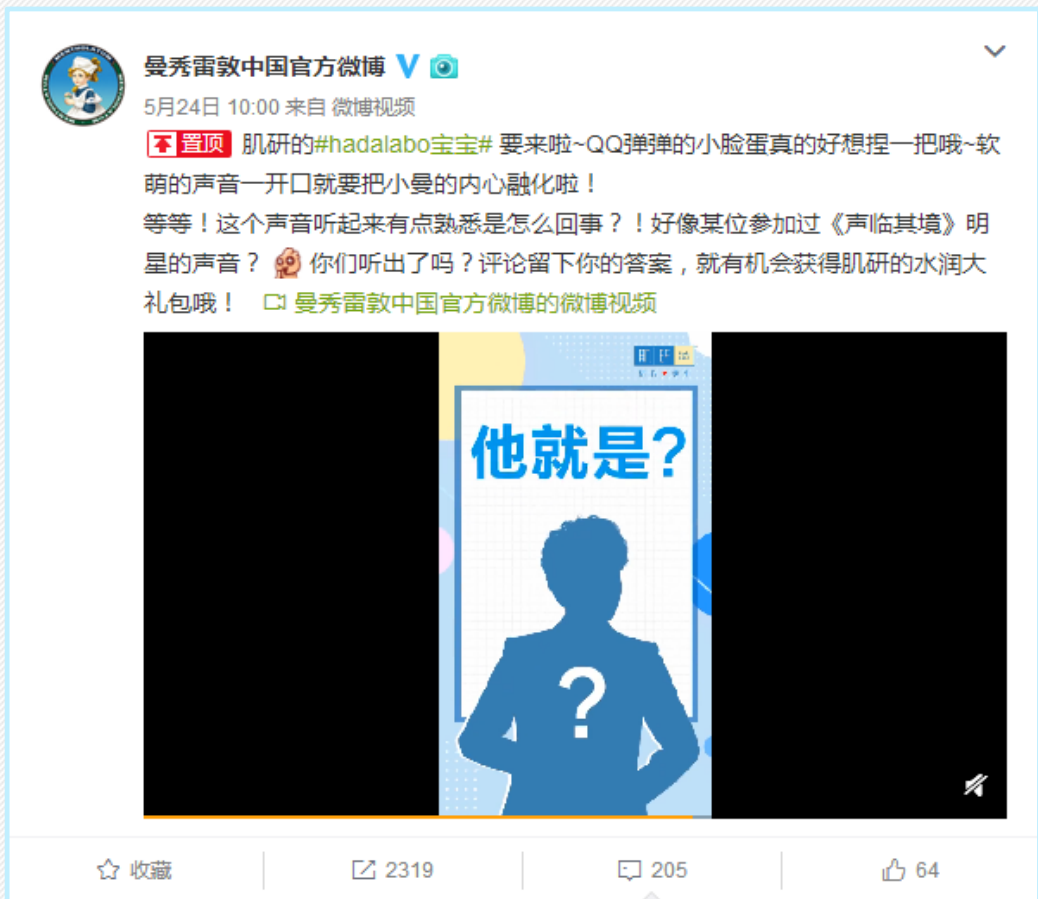 曼秀雷敦中国官方微博
5月24日 10:00 来自 微博视频
置顶 肌研的#hadalabo宝宝# 要来啦~QQ弹弹的小脸蛋真的好想捏一把哦~软
萌的声音一开口就要把小曼的内心融化啦！
等等！这个声音听起来有点熟悉是怎么回事？！好像某位参加过《声临其境》明
星的声音？ 你们听出了吗？评论留下你的答案，就有机会获得肌研的水润大
礼包哦！ 曼秀雷敦中国官方微博的微博视频
他就是?
?
收藏
2319
205
64